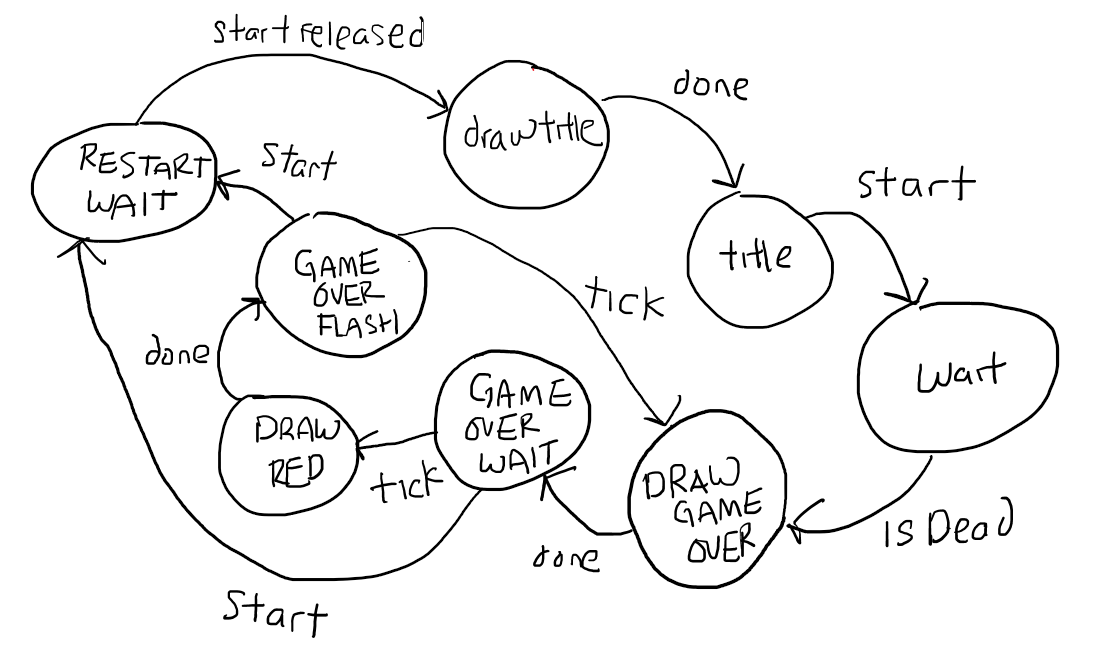 start released
drawtitle
done
RESTART
WAIT
start
title
start
GAME
OVER
FLASH
tick
wait
done
GAME
OVER
WAIT
DRAW
RED
tick
DRAW
GAME
OVER
is Dead
done
start